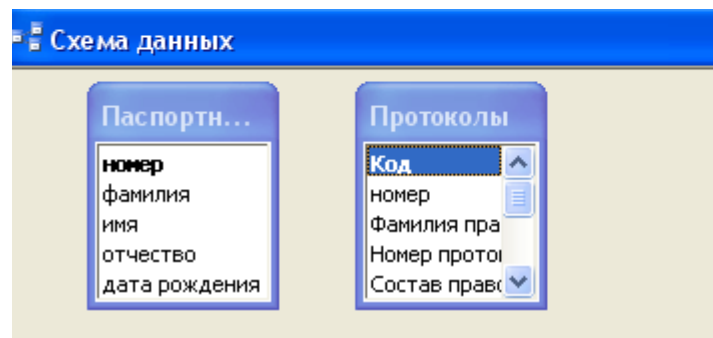 Схема данных
Паспортн...
номер
фамилия
имя
отчество
дата рождения
Протоколы
Код
номер
Фамилия пра
Номер прото
Состав прав